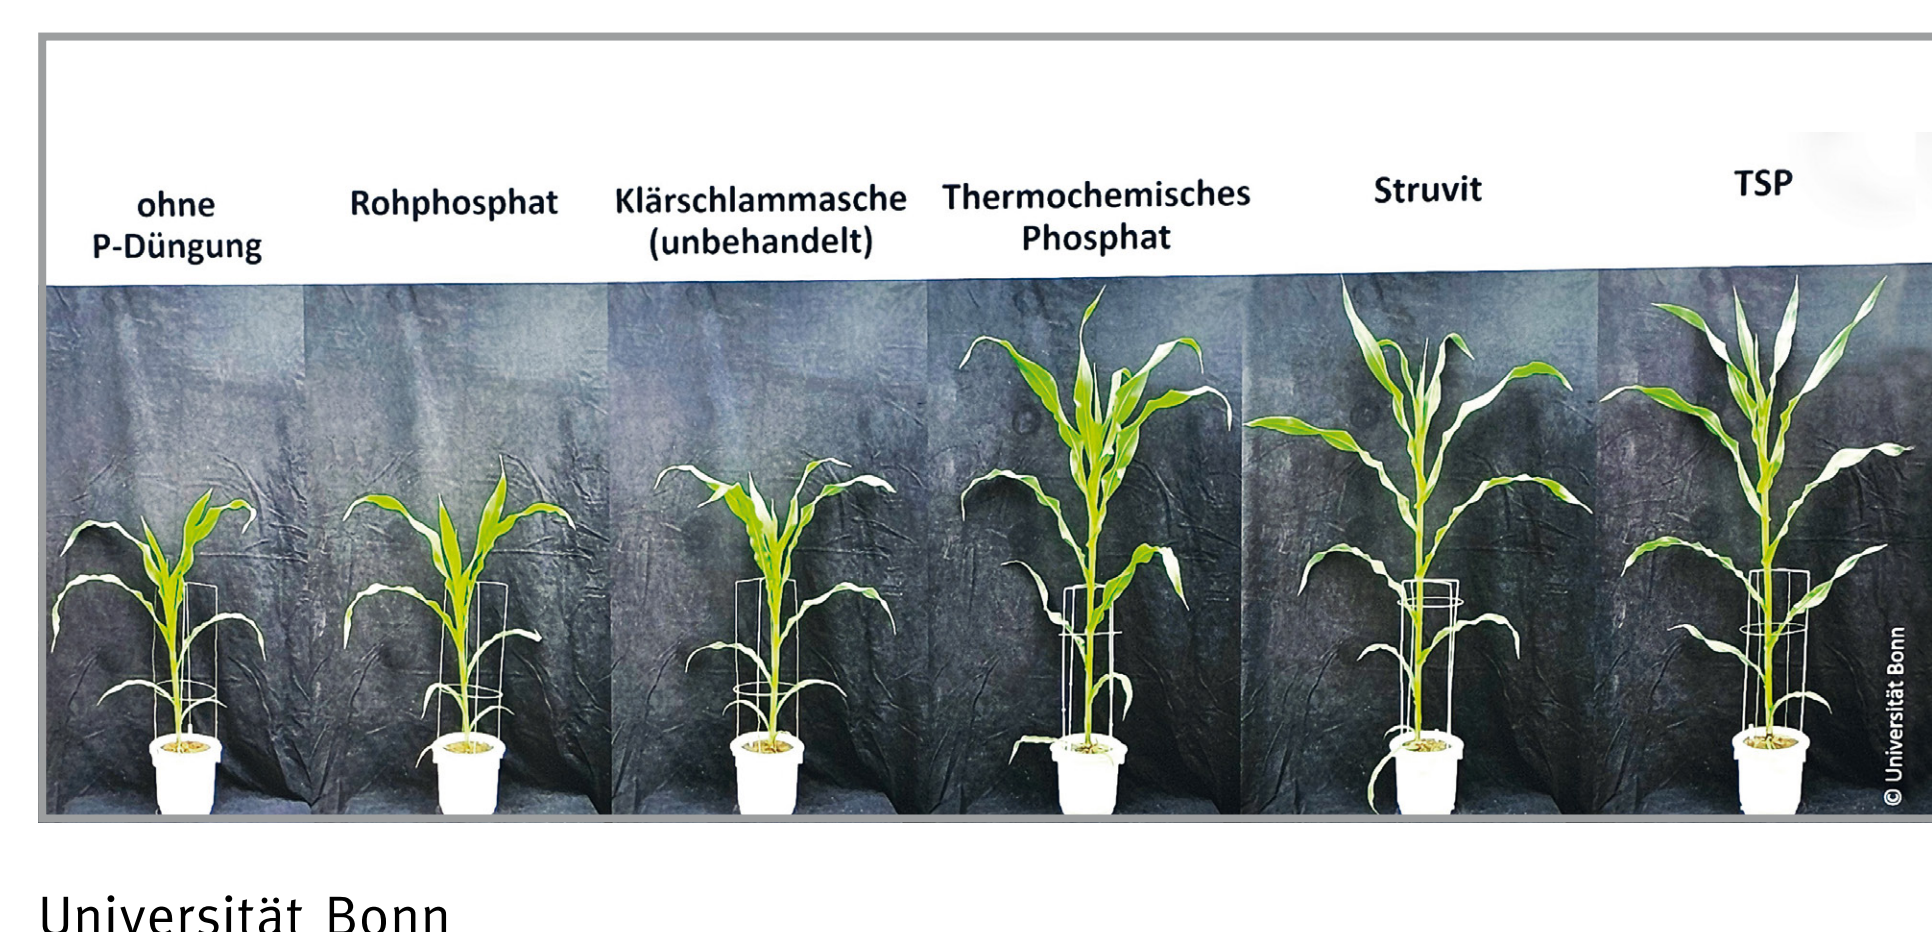 ohne
P-Düngung
Rohphosphat
Klärschlammasche
(unbehandelt)
Thermochemisches
Phosphat
Struvit
TSP
© Universität Bonn
Universität Bonn